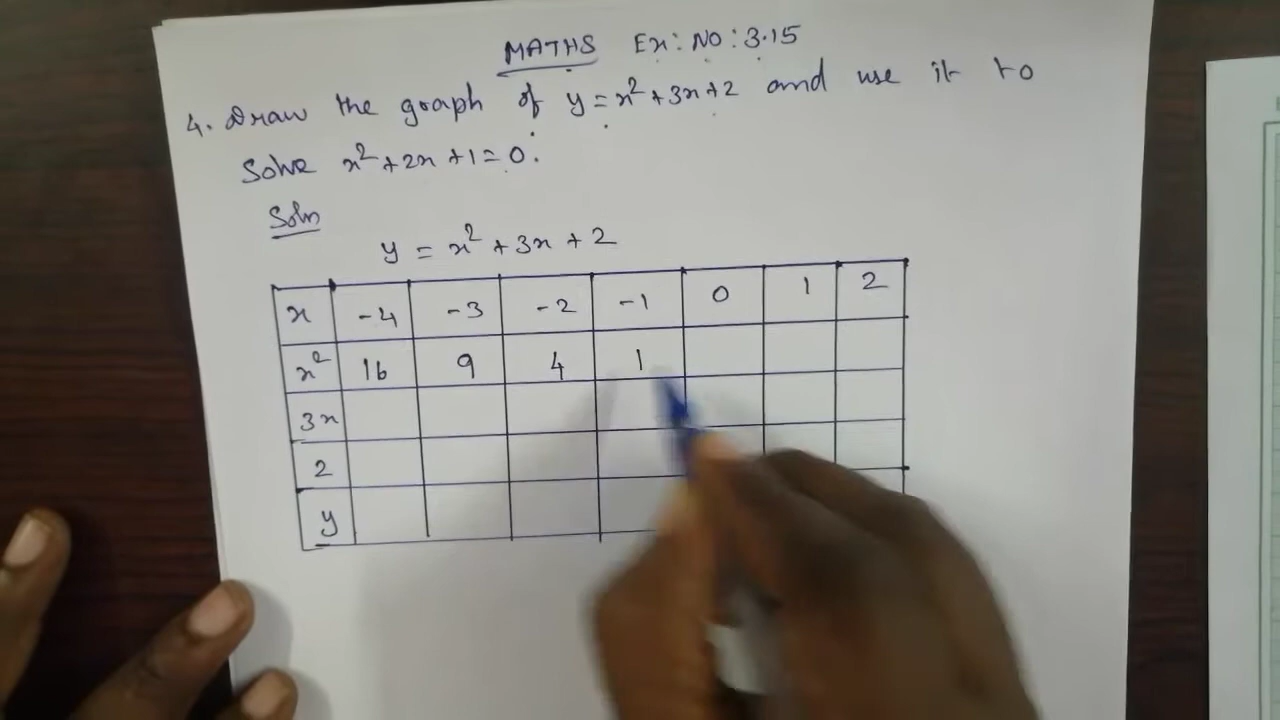 MATHS Ex: NO: 3.15
4. Draw the graph of y = x² + 3x + 2 and use it to
Solve x² + 2x + 1 = 0.
Soln
y = x² + 3x + 2
x -4 -3 -2 -1 0 1 2
x² 16 9 4 1
3x
2
y